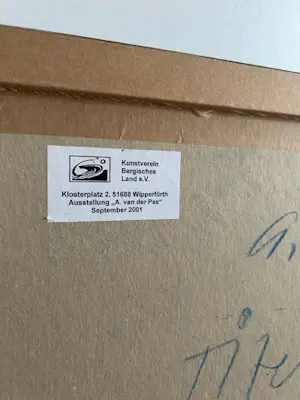 Kunstverein
Bergisches
Land e.V.
Klosterplatz 2, 51688 Wipperfürth
Ausstellung „A. van der Pas"
September 2001